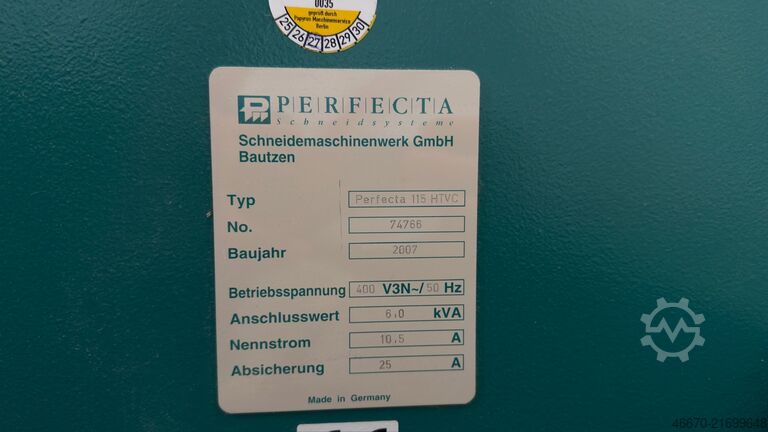 0035
geprüft durch
Papyrus Maschinenservice
Berlin
25 26 27 28 29 30
PERFECTA
Schneidsysteme
Schneidemaschinenwerk GmbH
Bautzen
Typ Perfecta 115 HTVC
No. 74766
Baujahr 2007
Betriebsspannung 400 V3N~/50 Hz
Anschlusswert 6,0 kVA
Nennstrom 10,5 A
Absicherung 25 A
Made in Germany
46670-21699648